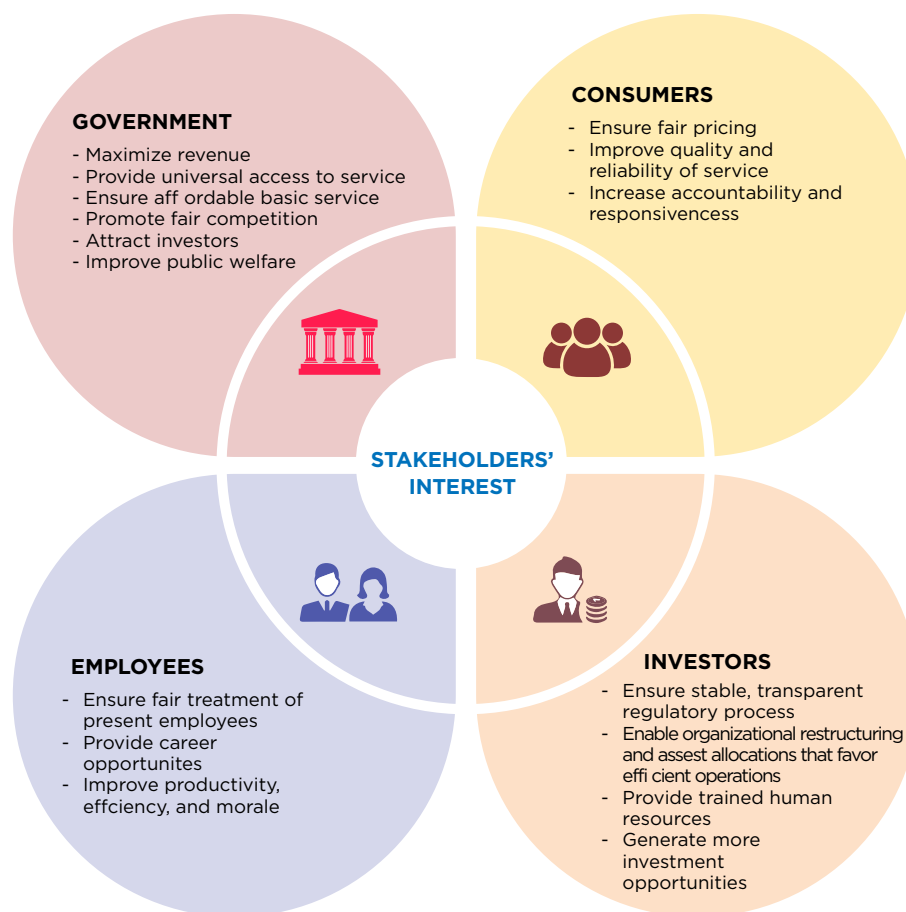 GOVERNMENT
- Maximize revenue
- Provide universal access to service
- Ensure aff ordable basic service
- Promote fair competition
- Attract investors
- Improve public welfare
CONSUMERS
- Ensure fair pricing
- Improve quality and
reliability of service
- Increase accountability and
responsivencess
STAKEHOLDERS’
INTEREST
EMPLOYEES
- Ensure fair treatment of
present employees
- Provide career
opportunites
- Improve productivity,
effciency, and morale
INVESTORS
- Ensure stable, transparent
regulatory process
- Enable organizational restructuring
and assest allocations that favor
effi cient operations
- Provide trained human
resources
- Generate more
investment
opportunities